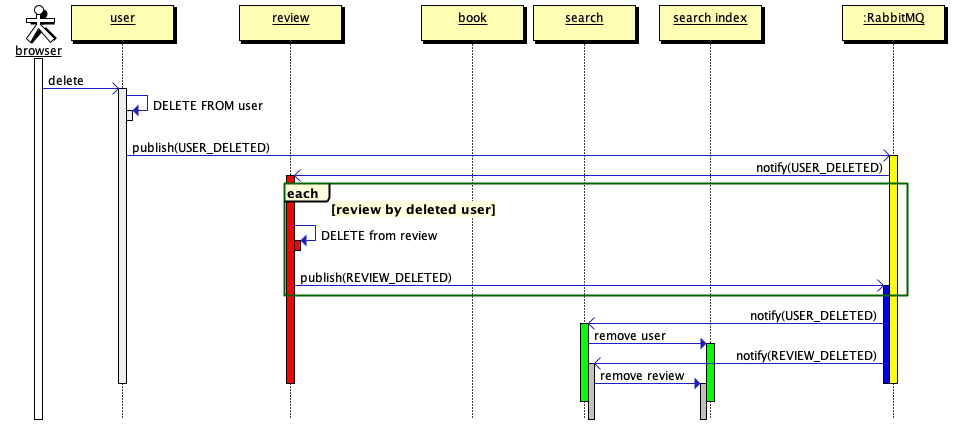 user
review
book
search
search index
:RabbitMQ
browser
delete
DELETE FROM user
publish(USER_DELETED)
notify(USER_DELETED)
each
[review by deleted user]
DELETE from review
publish(REVIEW_DELETED)
notify(USER_DELETED)
remove user
notify(REVIEW_DELETED)
remove review